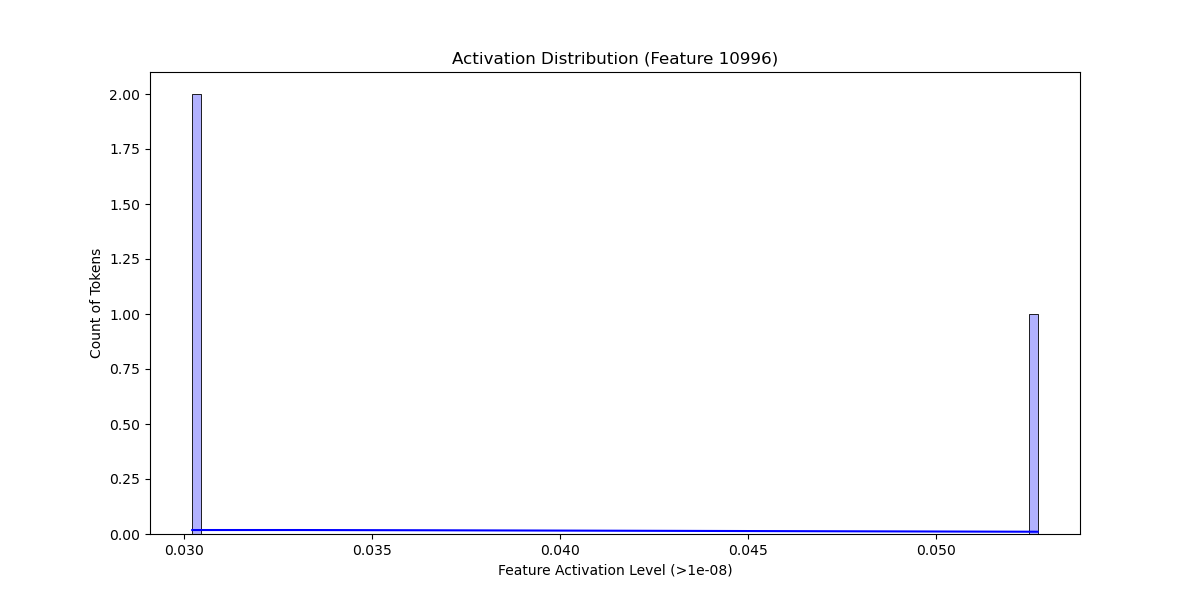 Activation Distribution (Feature 10996)
2.00
1.75
1.50
1.25
1.00
0.75
0.50
0.25
0.00
Count of Tokens
0.030 0.035 0.040 0.045 0.050
Feature Activation Level (>1e-08)